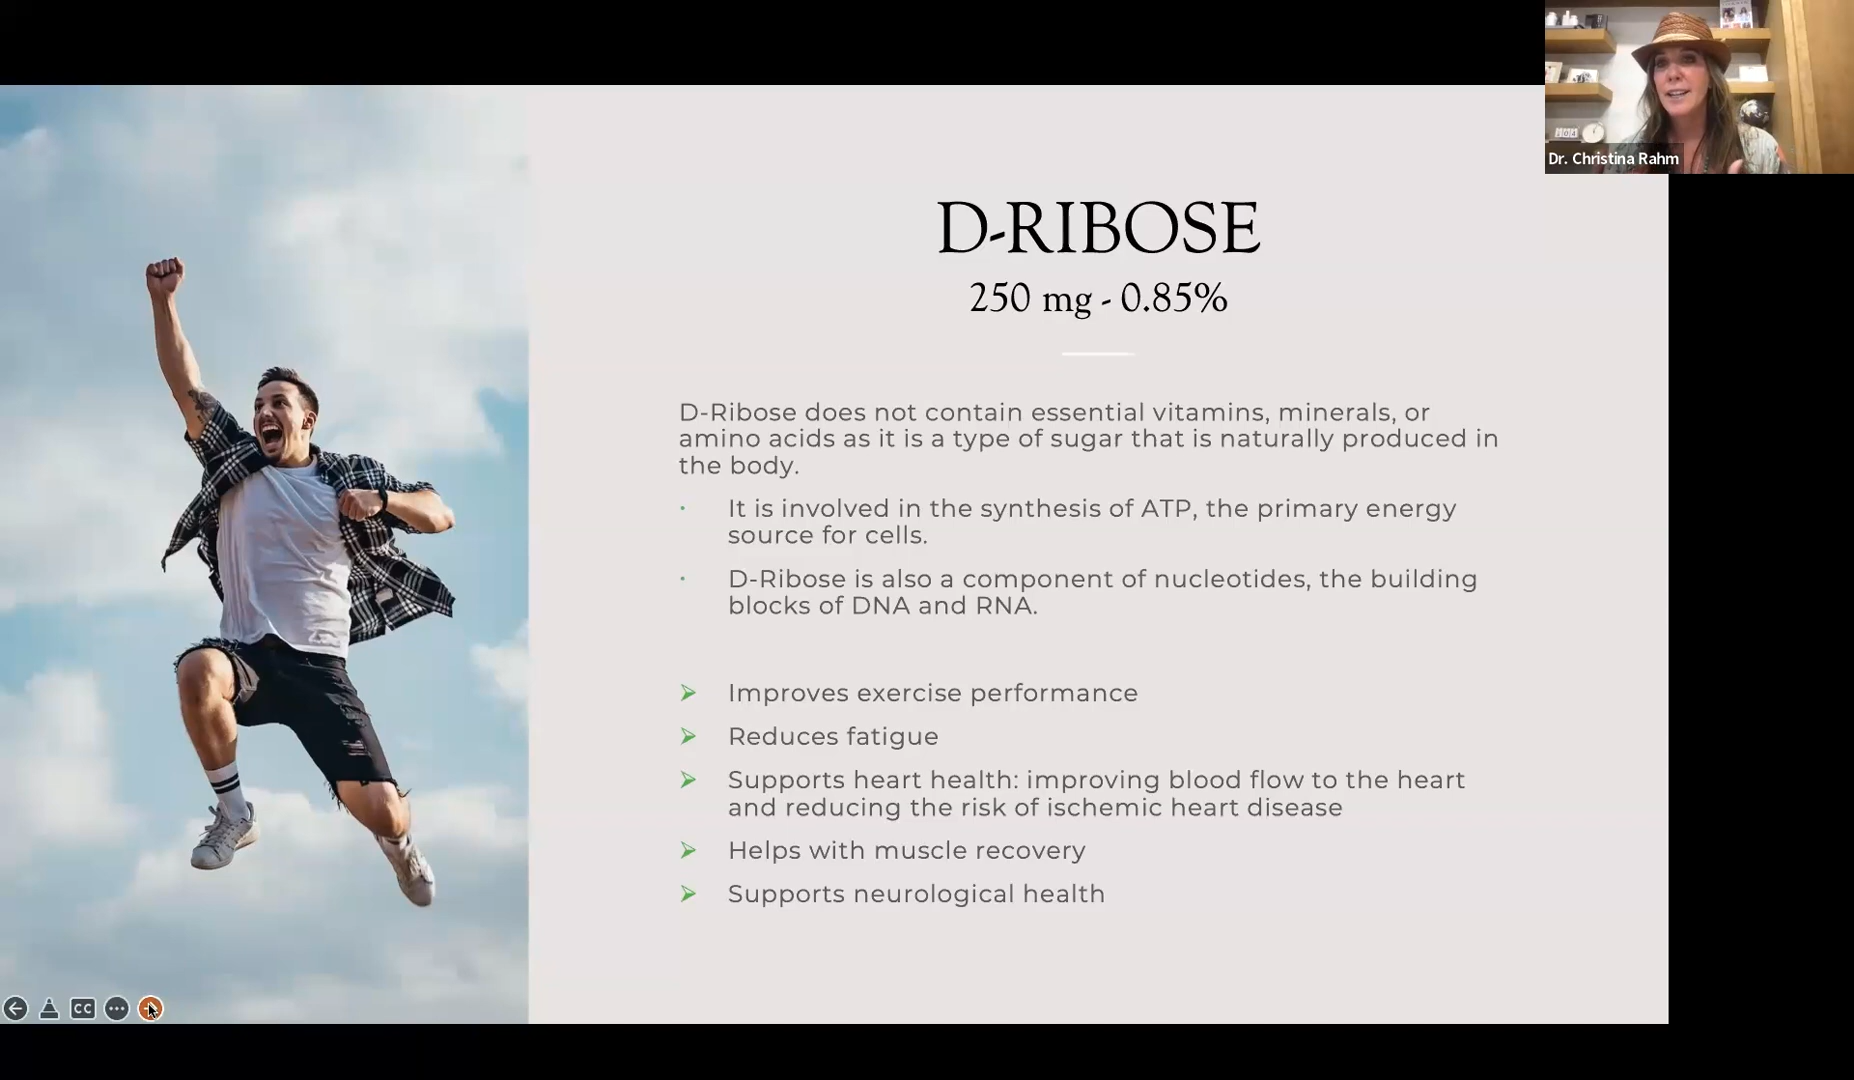 Dr. Christina Rahm
D-RIBOSE
250 mg - 0.85%
D-Ribose does not contain essential vitamins, minerals, or
amino acids as it is a type of sugar that is naturally produced in
the body.
· It is involved in the synthesis of ATP, the primary energy
source for cells.
· D-Ribose is also a component of nucleotides, the building
blocks of DNA and RNA.
➢ Improves exercise performance
➢ Reduces fatigue
➢ Supports heart health: improving blood flow to the heart
and reducing the risk of ischemic heart disease
➢ Helps with muscle recovery
➢ Supports neurological health
CC